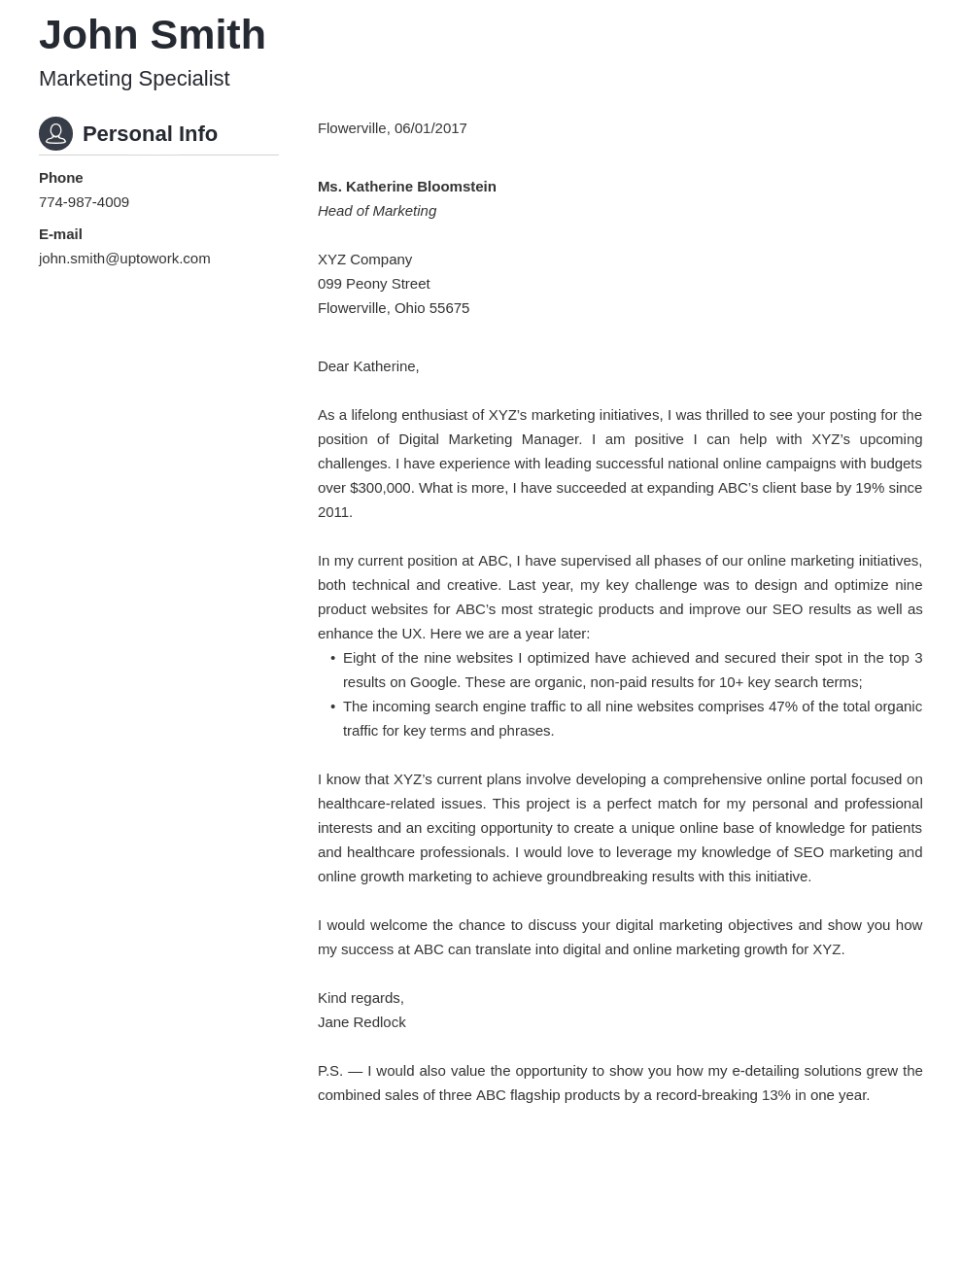 John Smith
Marketing Specialist
Personal Info
Phone
774-987-4009
E-mail
john.smith@uptowork.com
Flowerville, 06/01/2017
Ms. Katherine Bloomstein
Head of Marketing
XYZ Company
099 Peony Street
Flowerville, Ohio 55675
Dear Katherine,
As a lifelong enthusiast of XYZ's marketing initiatives, I was thrilled to see your posting for the
position of Digital Marketing Manager. I am positive I can help with XYZ's upcoming
challenges. I have experience with leading successful national online campaigns with budgets
over $300,000. What is more, I have succeeded at expanding ABC's client base by 19% since
2011.
In my current position at ABC, I have supervised all phases of our online marketing initiatives,
both technical and creative. Last year, my key challenge was to design and optimize nine
product websites for ABC's most strategic products and improve our SEO results as well as
enhance the UX. Here we are a year later:
• Eight of the nine websites I optimized have achieved and secured their spot in the top 3
results on Google. These are organic, non-paid results for 10+ key search terms;
• The incoming search engine traffic to all nine websites comprises 47% of the total organic
traffic for key terms and phrases.
I know that XYZ's current plans involve developing a comprehensive online portal focused on
healthcare-related issues. This project is a perfect match for my personal and professional
interests and an exciting opportunity to create a unique online base of knowledge for patients
and healthcare professionals. I would love to leverage my knowledge of SEO marketing and
online growth marketing to achieve groundbreaking results with this initiative.
I would welcome the chance to discuss your digital marketing objectives and show you how
my success at ABC can translate into digital and online marketing growth for XYZ.
Kind regards,
Jane Redlock
P.S. — I would also value the opportunity to show you how my e-detailing solutions grew the
combined sales of three ABC flagship products by a record-breaking 13% in one year.